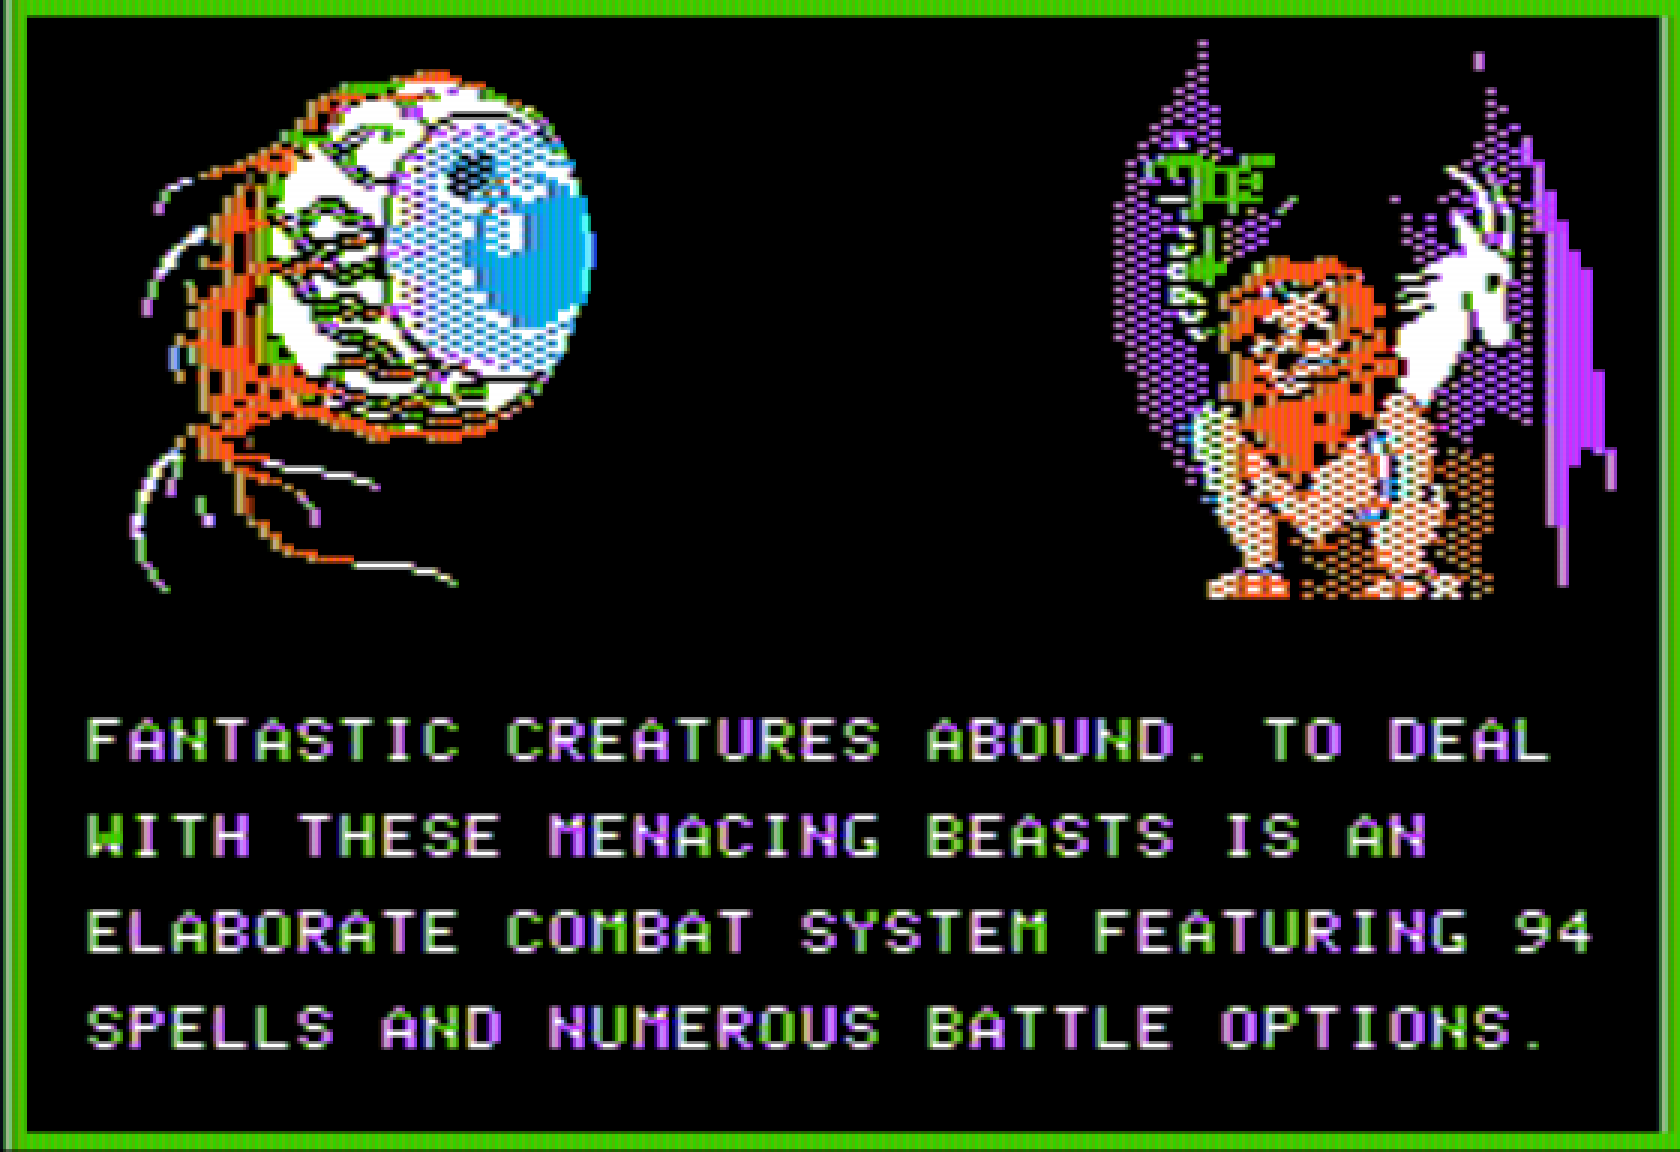 FANTASTIC CREATURES ABOUND. TO DEAL
WITH THESE MENACING BEASTS IS AN
ELABORATE COMBAT SYSTEM FEATURING 94
SPELLS AND NUMEROUS BATTLE OPTIONS.